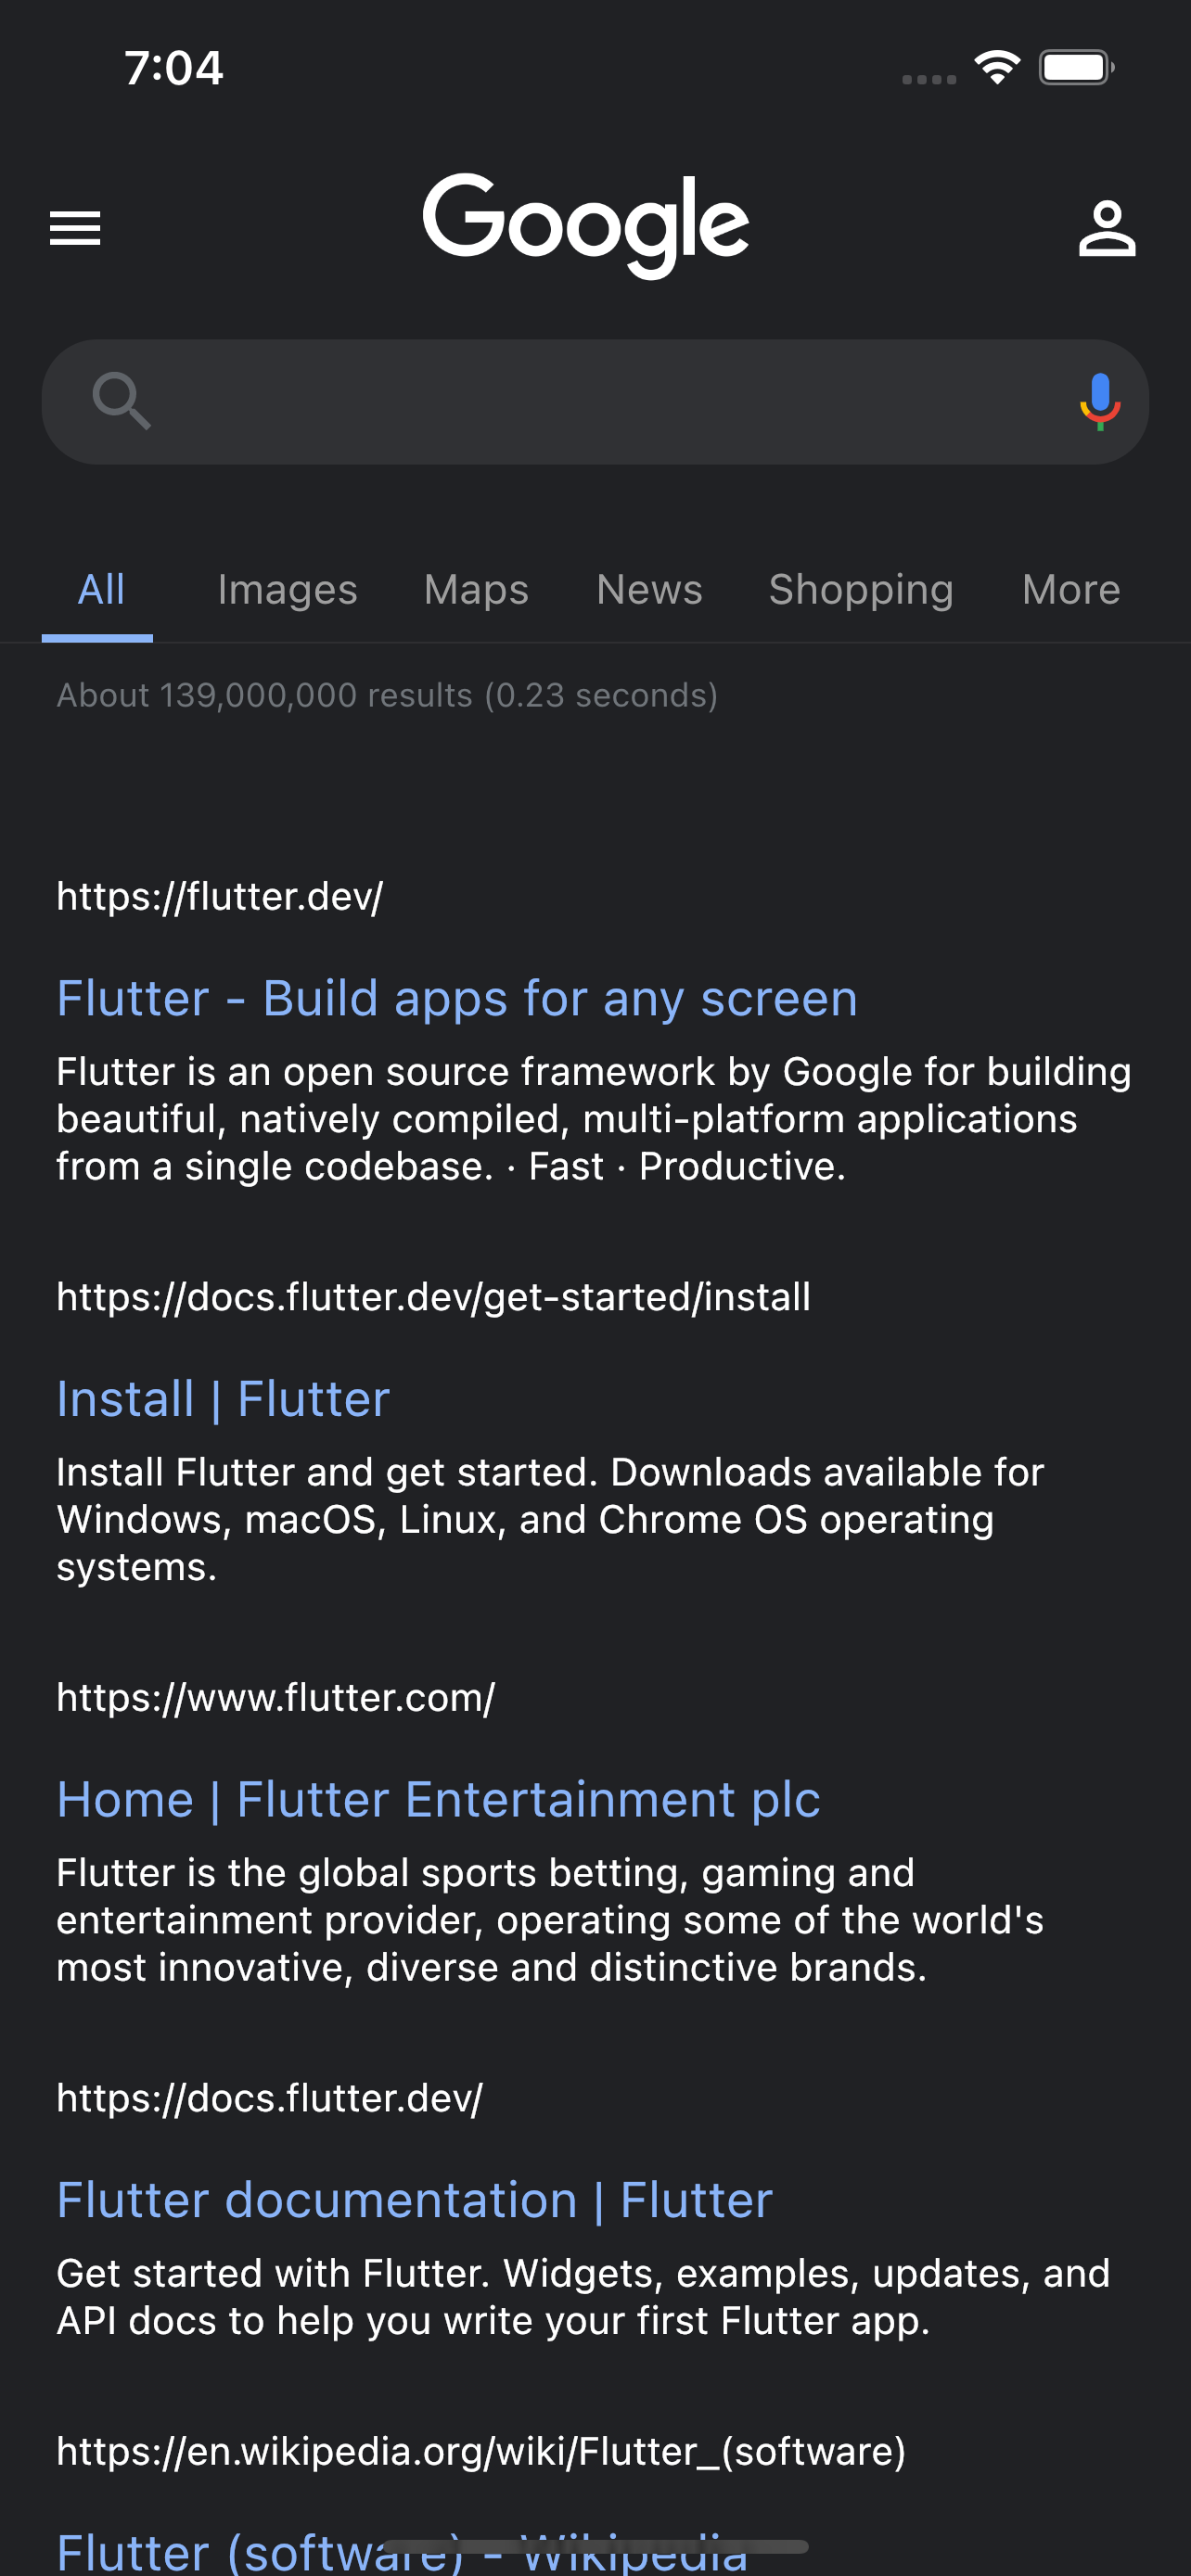 7:04
Google
All Images Maps News Shopping More
About 139,000,000 results (0.23 seconds)
https://flutter.dev/
Flutter - Build apps for any screen
Flutter is an open source framework by Google for building
beautiful, natively compiled, multi-platform applications
from a single codebase. · Fast · Productive.
https://docs.flutter.dev/get-started/install
Install | Flutter
Install Flutter and get started. Downloads available for
Windows, macOS, Linux, and Chrome OS operating
systems.
https://www.flutter.com/
Home | Flutter Entertainment plc
Flutter is the global sports betting, gaming and
entertainment provider, operating some of the world's
most innovative, diverse and distinctive brands.
https://docs.flutter.dev/
Flutter documentation | Flutter
Get started with Flutter. Widgets, examples, updates, and
API docs to help you write your first Flutter app.
https://en.wikipedia.org/wiki/Flutter_(software)
Flutter (software) - Wikipedia